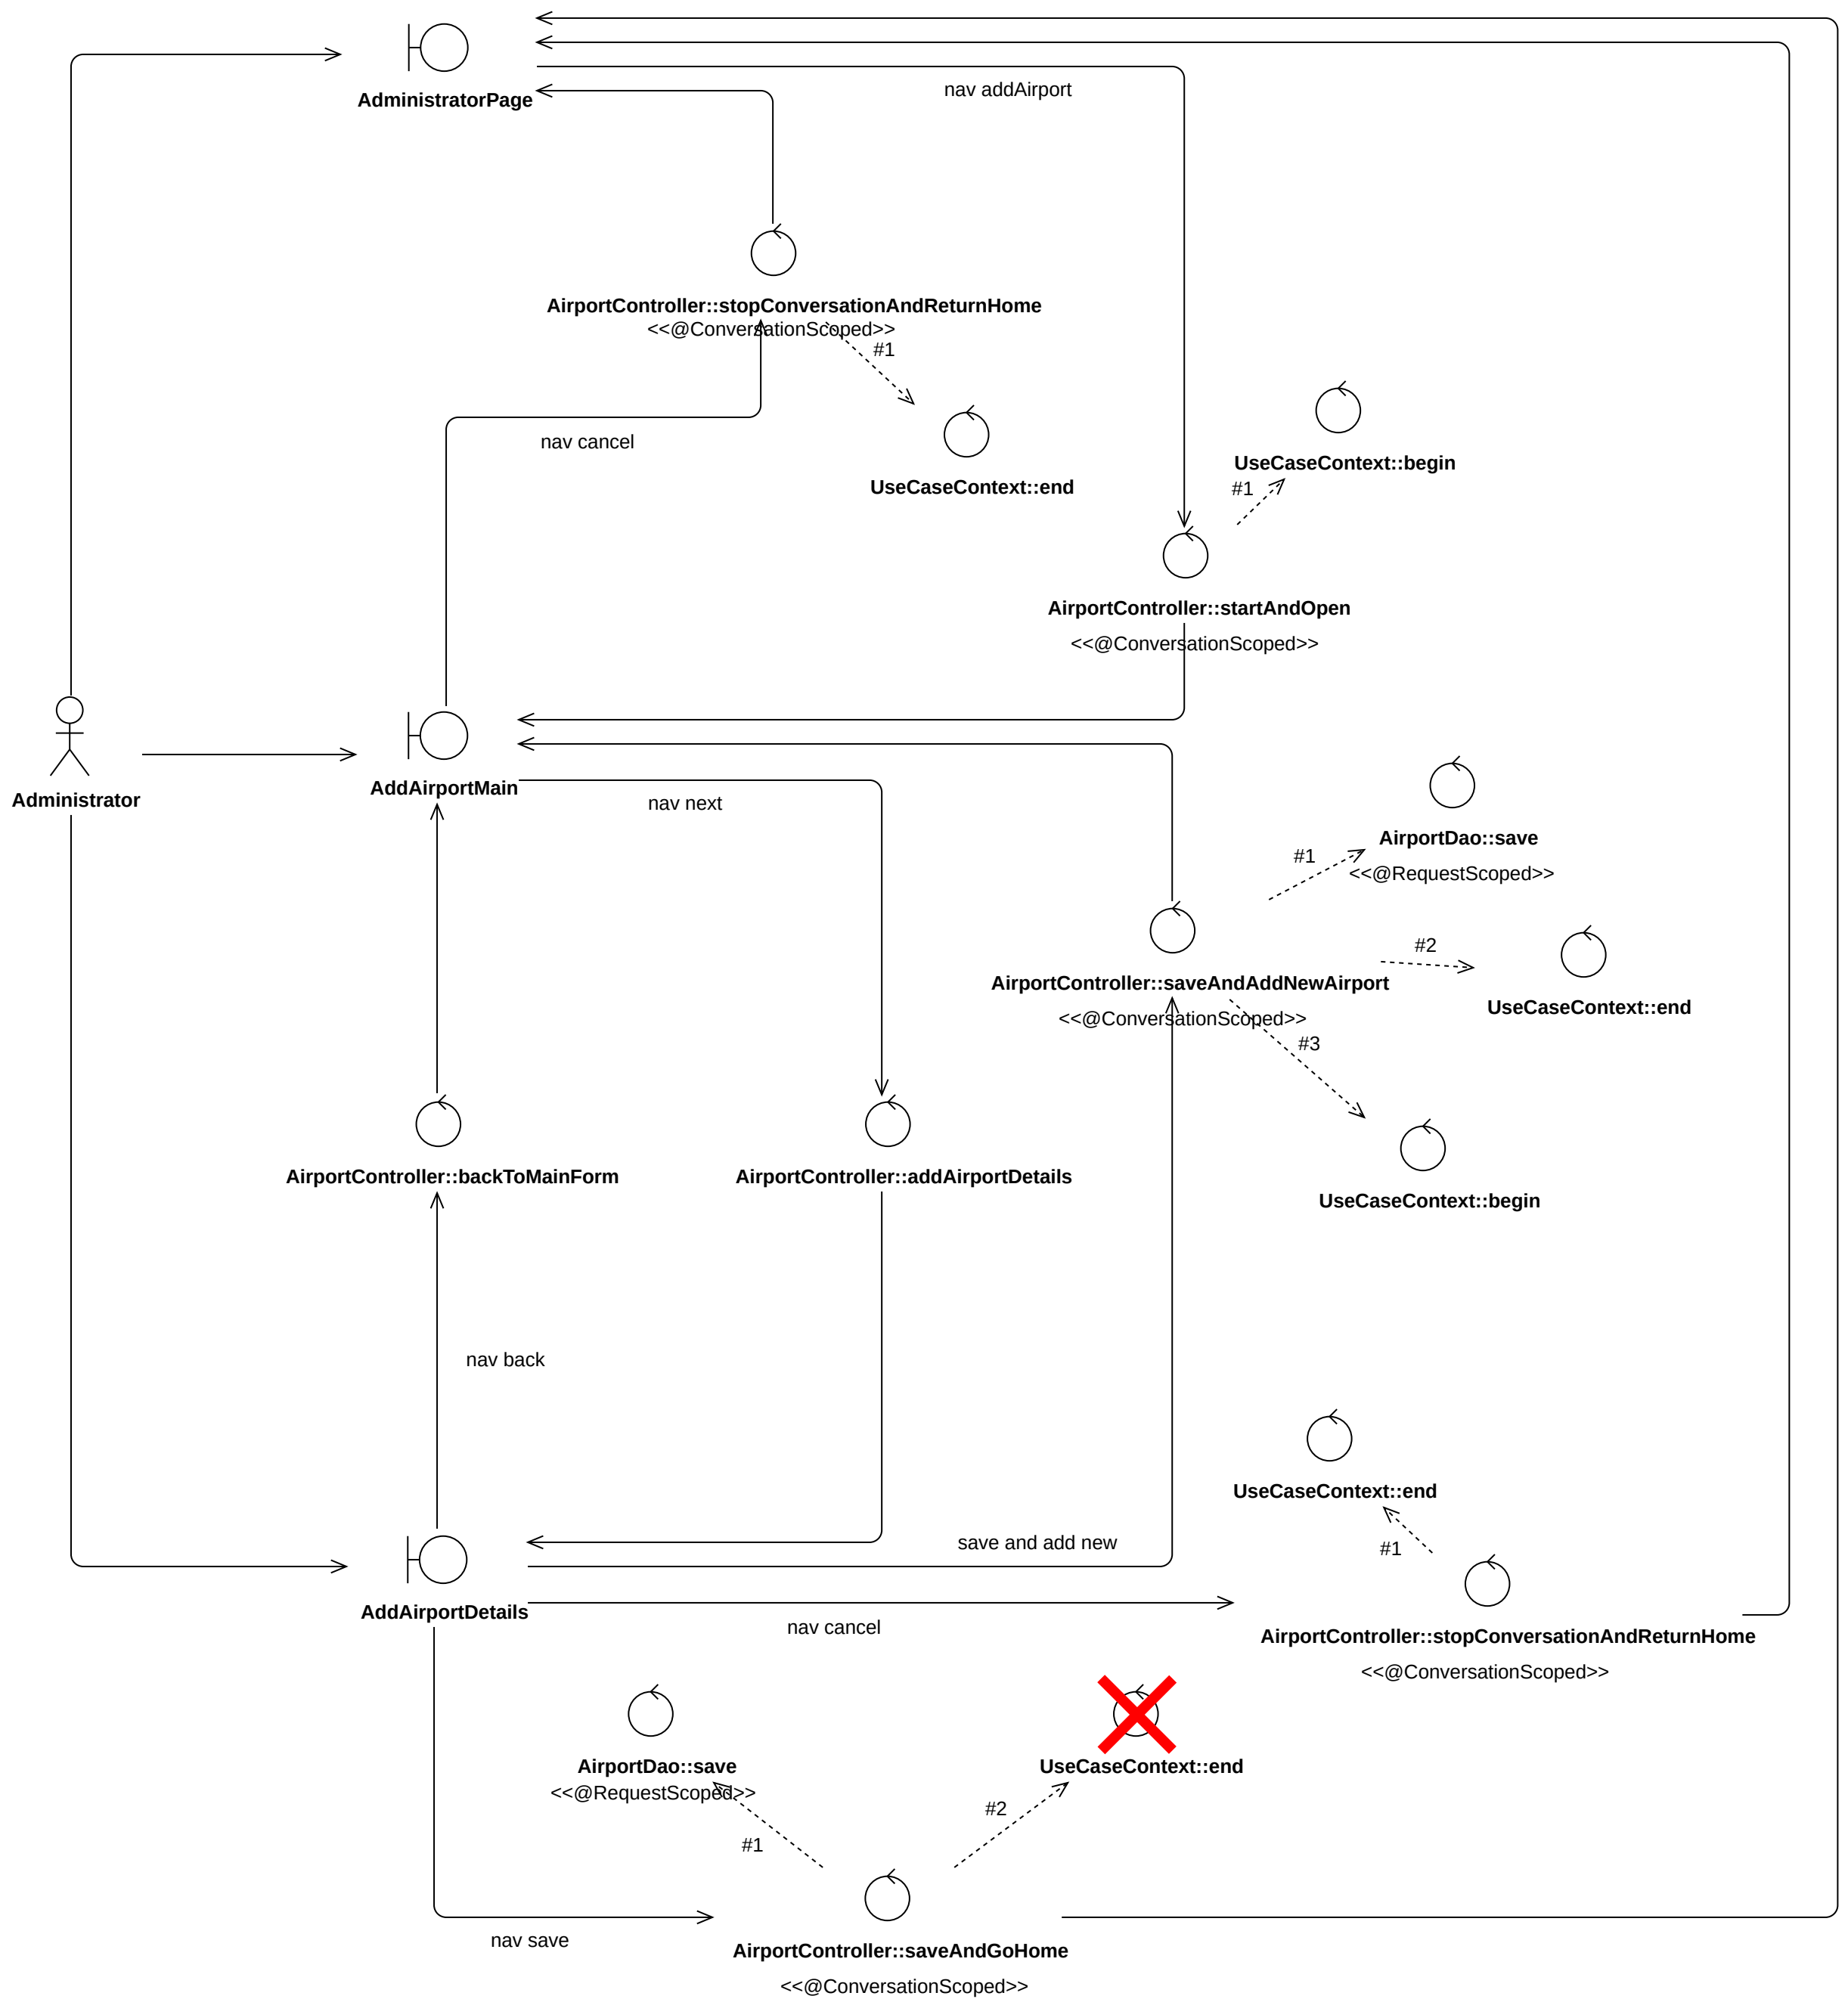 AdministratorPage
nav addAirport
AirportController::stopConversationAndReturnHome
<<@ConversationScoped>>
#1
nav cancel
UseCaseContext::end
UseCaseContext::begin
#1
AirportController::startAndOpen
<<@ConversationScoped>>
Administrator
AddAirportMain
nav next
AirportDao::save
<<@RequestScoped>>
#1
#2
AirportController::saveAndAddNewAirport
<<@ConversationScoped>>
UseCaseContext::end
#3
AirportController::backToMainForm
AirportController::addAirportDetails
UseCaseContext::begin
nav back
UseCaseContext::end
save and add new
#1
AddAirportDetails
nav cancel
AirportController::stopConversationAndReturnHome
<<@ConversationScoped>>
AirportDao::save
<<@RequestScoped>>
UseCaseContext::end
#2
#1
nav save
AirportController::saveAndGoHome
<<@ConversationScoped>>